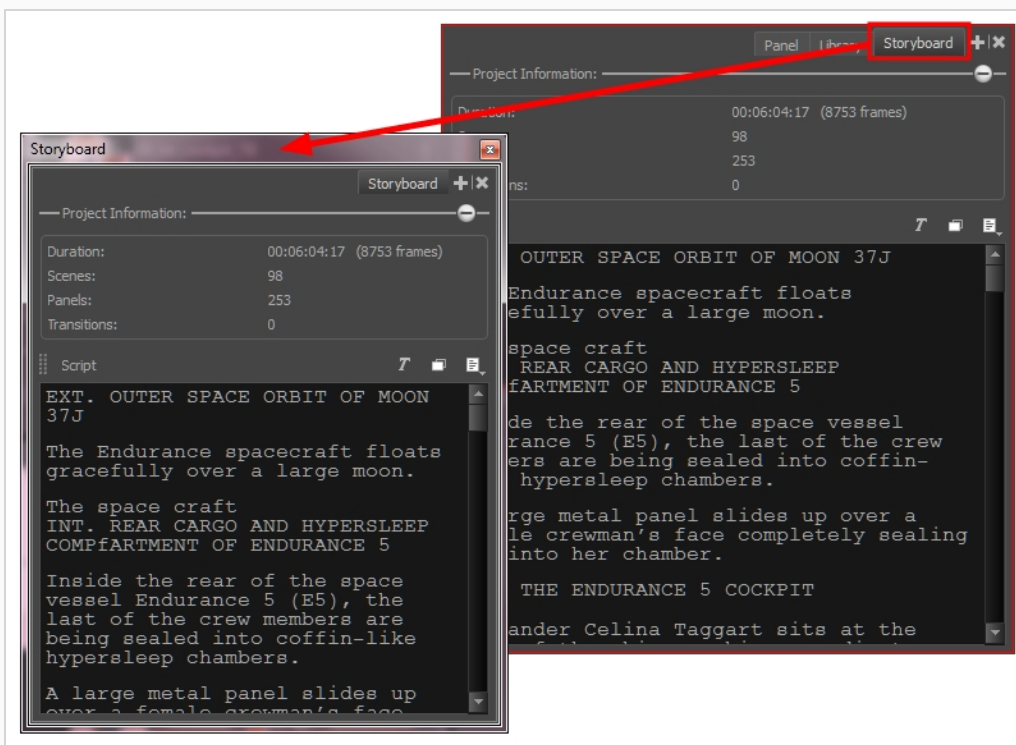 Panel Library Storyboard
Project Information:
Duration: 00:06:04:17 (8753 frames)
98
253
ns: 0
T
OUTER SPACE ORBIT OF MOON 37J
Endurance spacecraft floats
efully over a large moon.
space craft
REAR CARGO AND HYPERSLEEP
fARTMENT OF ENDURANCE 5
de the rear of the space vessel
rance 5 (E5), the last of the crew
ers are being sealed into coffin-
hypersleep chambers.
rge metal panel slides up over a
le crewman's face completely sealing
into her chamber.
THE ENDURANCE 5 COCKPIT
ander Celina Taggart sits at the
Storyboard
Storyboard
Project Information:
Duration: 00:06:04:17 (8753 frames)
Scenes: 98
Panels: 253
Transitions: 0
Script T
EXT. OUTER SPACE ORBIT OF MOON
37J
The Endurance spacecraft floats
gracefully over a large moon.
The space craft
INT. REAR CARGO AND HYPERSLEEP
COMPfARTMENT OF ENDURANCE 5
Inside the rear of the space
vessel Endurance 5 (E5), the
last of the crew members are
being sealed into coffin-like
hypersleep chambers.
A large metal panel slides up
over a female crewman's face